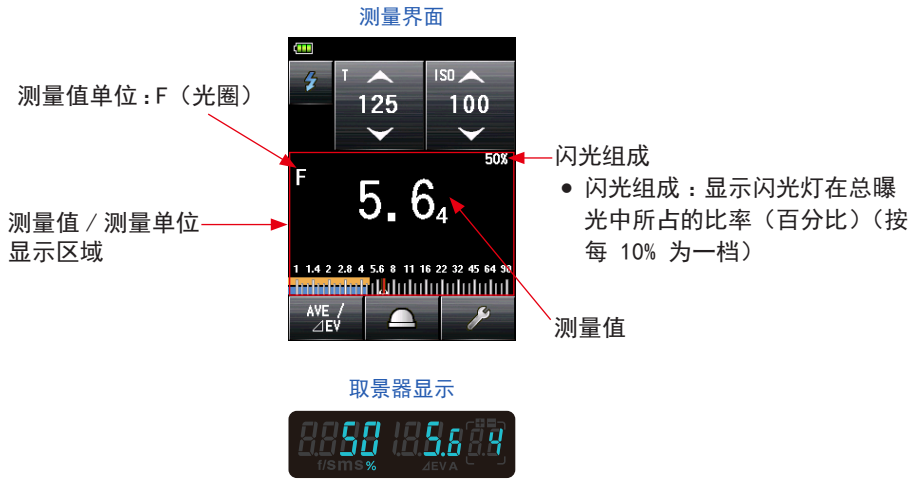 测量界面
测量值单位：F（光圈）
T
125
ISO
100
50%
闪光组成
● 闪光组成：显示闪光灯在总曝
光中所占的比率（百分比）（按
每 10% 为一档）
F
5.6₄
测量值 / 测量单位
显示区域
1 1.4 2 2.8 4 5.6 8 11 16 22 32 45 64 90
AVE /
⊿EV
测量值
取景器显示
50 5.6 4
f/sms% ⊿EVA